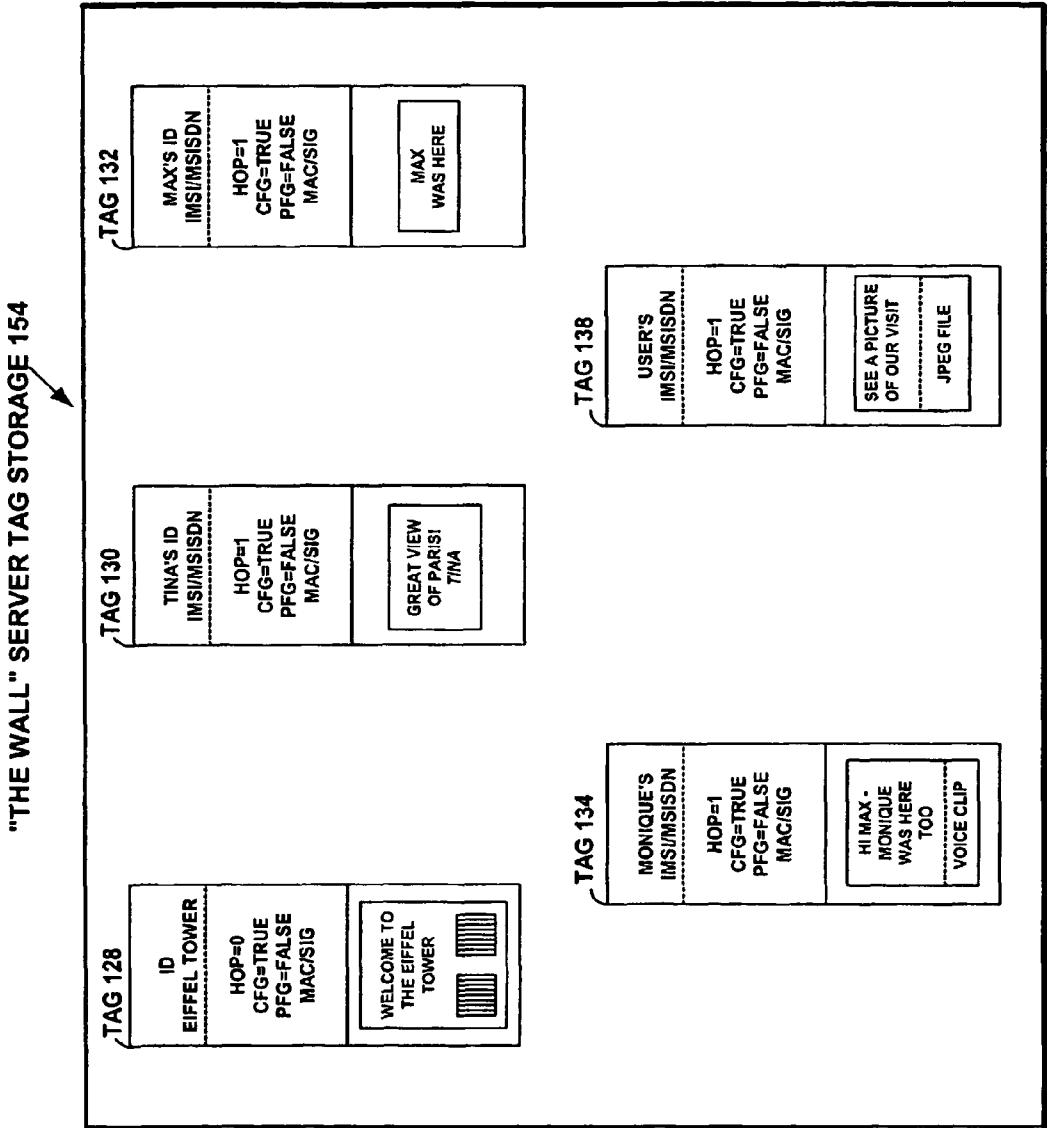 "THE WALL" SERVER TAG STORAGE 154
TAG 128
ID
EIFFEL TOWER
HOP=0
CFG=TRUE
PFG=FALSE
MAC/SIG
WELCOME TO
THE EIFFEL
TOWER
TAG 130
TINA'S ID
IMSI/MSISDN
HOP=1
CFG=TRUE
PFG=FALSE
MAC/SIG
GREAT VIEW
OF PARIS!
TINA
TAG 132
MAX'S ID
IMSI/MSISDN
HOP=1
CFG=TRUE
PFG=FALSE
MAC/SIG
MAX
WAS HERE
TAG 134
MONIQUE'S
IMSI/MSISDN
HOP=1
CFG=TRUE
PFG=FALSE
MAC/SIG
HI MAX -
MONIQUE
WAS HERE
TOO
VOICE CLIP
TAG 138
USER'S
IMSI/MSISDN
HOP=1
CFG=TRUE
PFG=FALSE
MAC/SIG
SEE A PICTURE
OF OUR VISIT
JPEG FILE